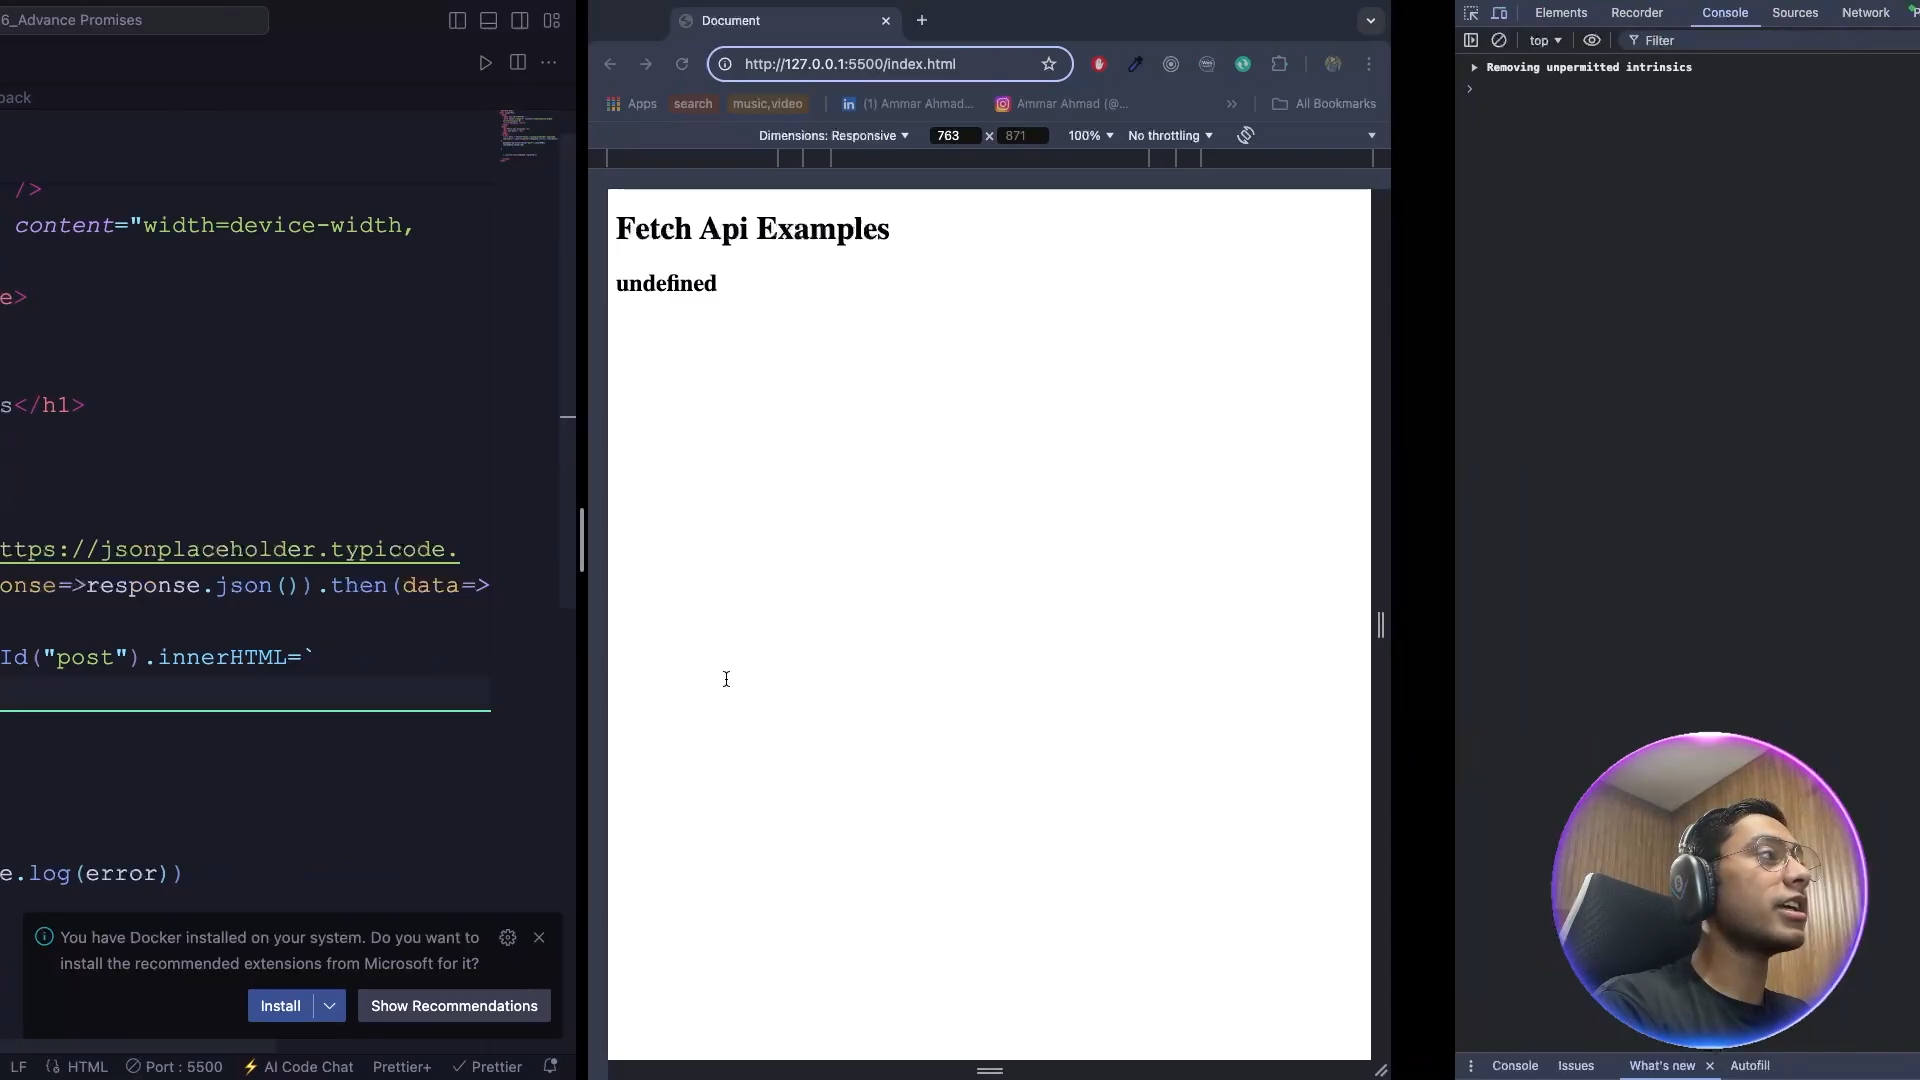 6_Advance Promises
back
/>
content="width=device-width,
e>
s</h1>
ttps://jsonplaceholder.typicode.
onse=>response.json()).then(data=>
Id("post").innerHTML=`
e.log(error))
You have Docker installed on your system. Do you want to
install the recommended extensions from Microsoft for it?
Install
Show Recommendations
LF
HTML
Port : 5500
AI Code Chat
Prettier+
Prettier
Document
http://127.0.0.1:5500/index.html
Apps
search
music,video
(1) Ammar Ahmad...
Ammar Ahmad (@...
All Bookmarks
Dimensions: Responsive
763 × 871
100%
No throttling
Fetch Api Examples
undefined
Elements
Recorder
Console
Sources
Network
top
Filter
Removing unpermitted intrinsics
Console
Issues
What's new
Autofill